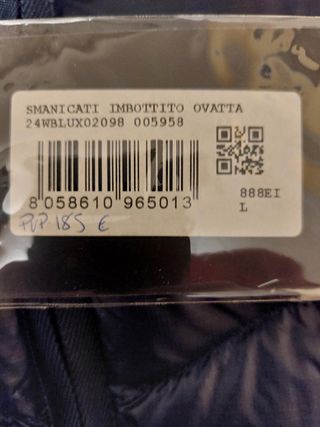 SMANICATI IMBOTTITO OVATTA
24WBLUX02098 005958
8 058610 965013
888EI
L
PVP 185 €